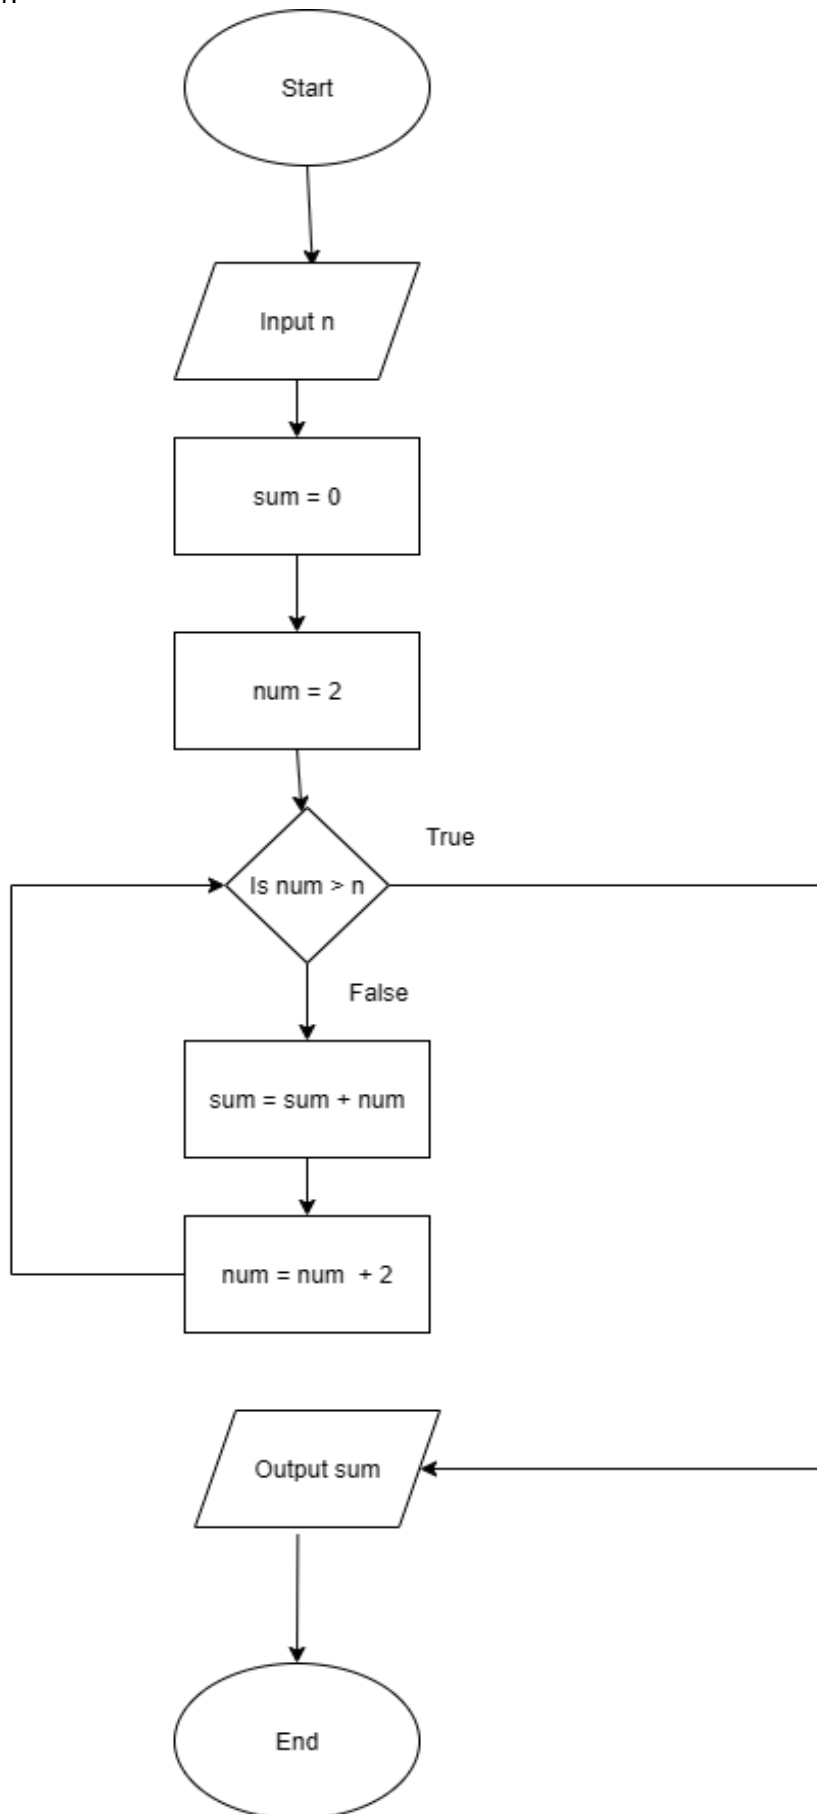 Start
Input n
sum = 0
num = 2
True
Is num > n
False
sum = sum + num
num = num + 2
Output sum
End